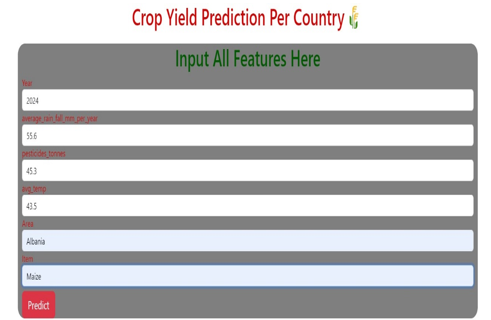 Crop Yield Prediction Per Country
Input All Features Here
Year
2024
average_rain_fall_mm_per_year
55.6
pesticides_tonnes
45.3
avg_temp
43.5
Area
Albania
Item
Maize
Predict